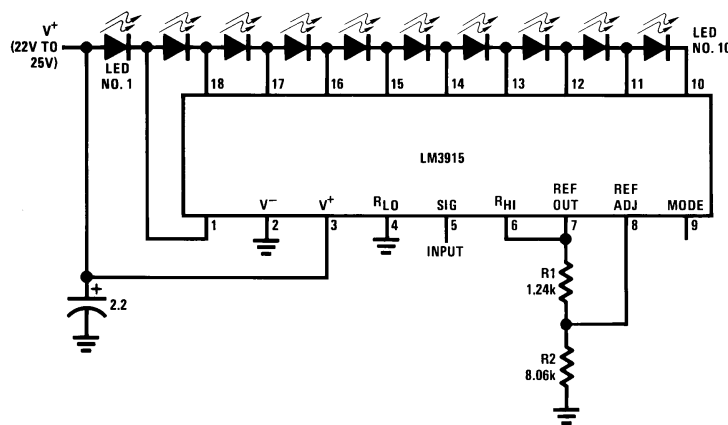 V+
(22V TO
25V)
LED
NO. 1
LED
NO. 10
18
17
16
15
14
13
12
11
10
LM3915
V−
V+
RLO
SIG
RHI
REF
OUT
REF
ADJ
MODE
1
2
3
4
5
6
7
8
9
INPUT
+
2.2
R1
1.24k
R2
8.06k